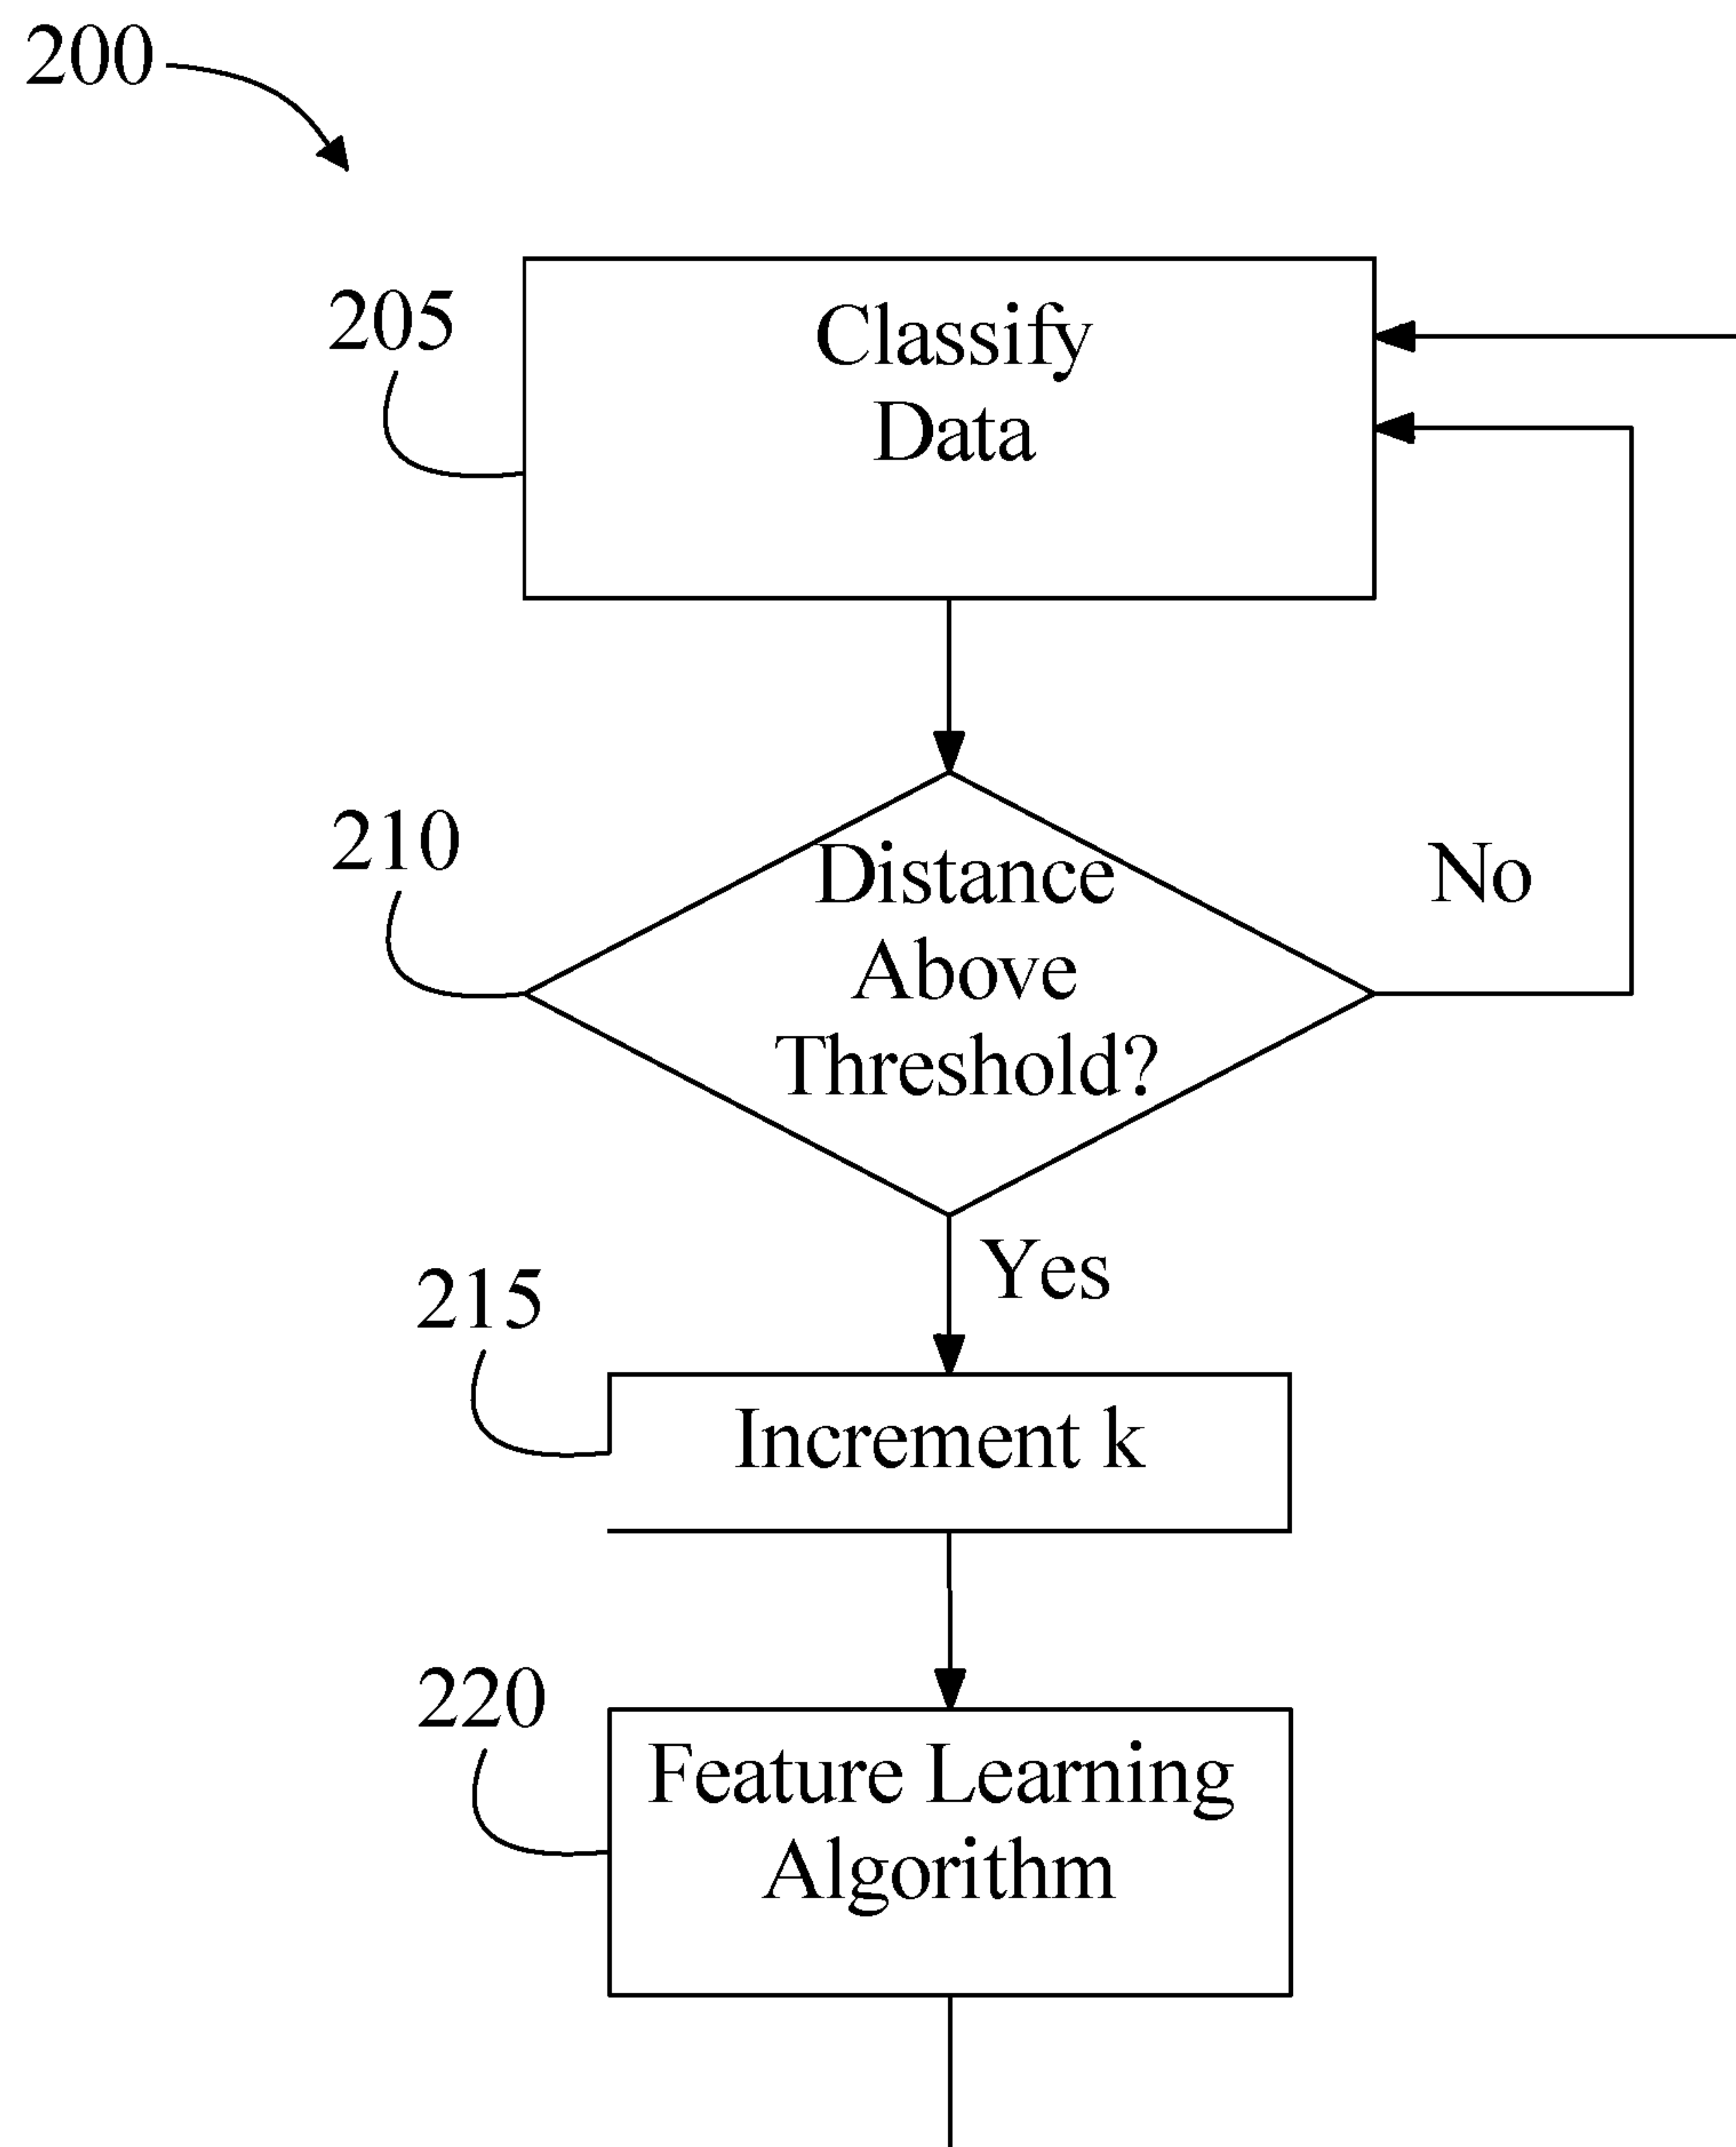 200
205
Classify
Data
210
Distance
Above
Threshold?
No
Yes
215
Increment k
220
Feature Learning
Algorithm